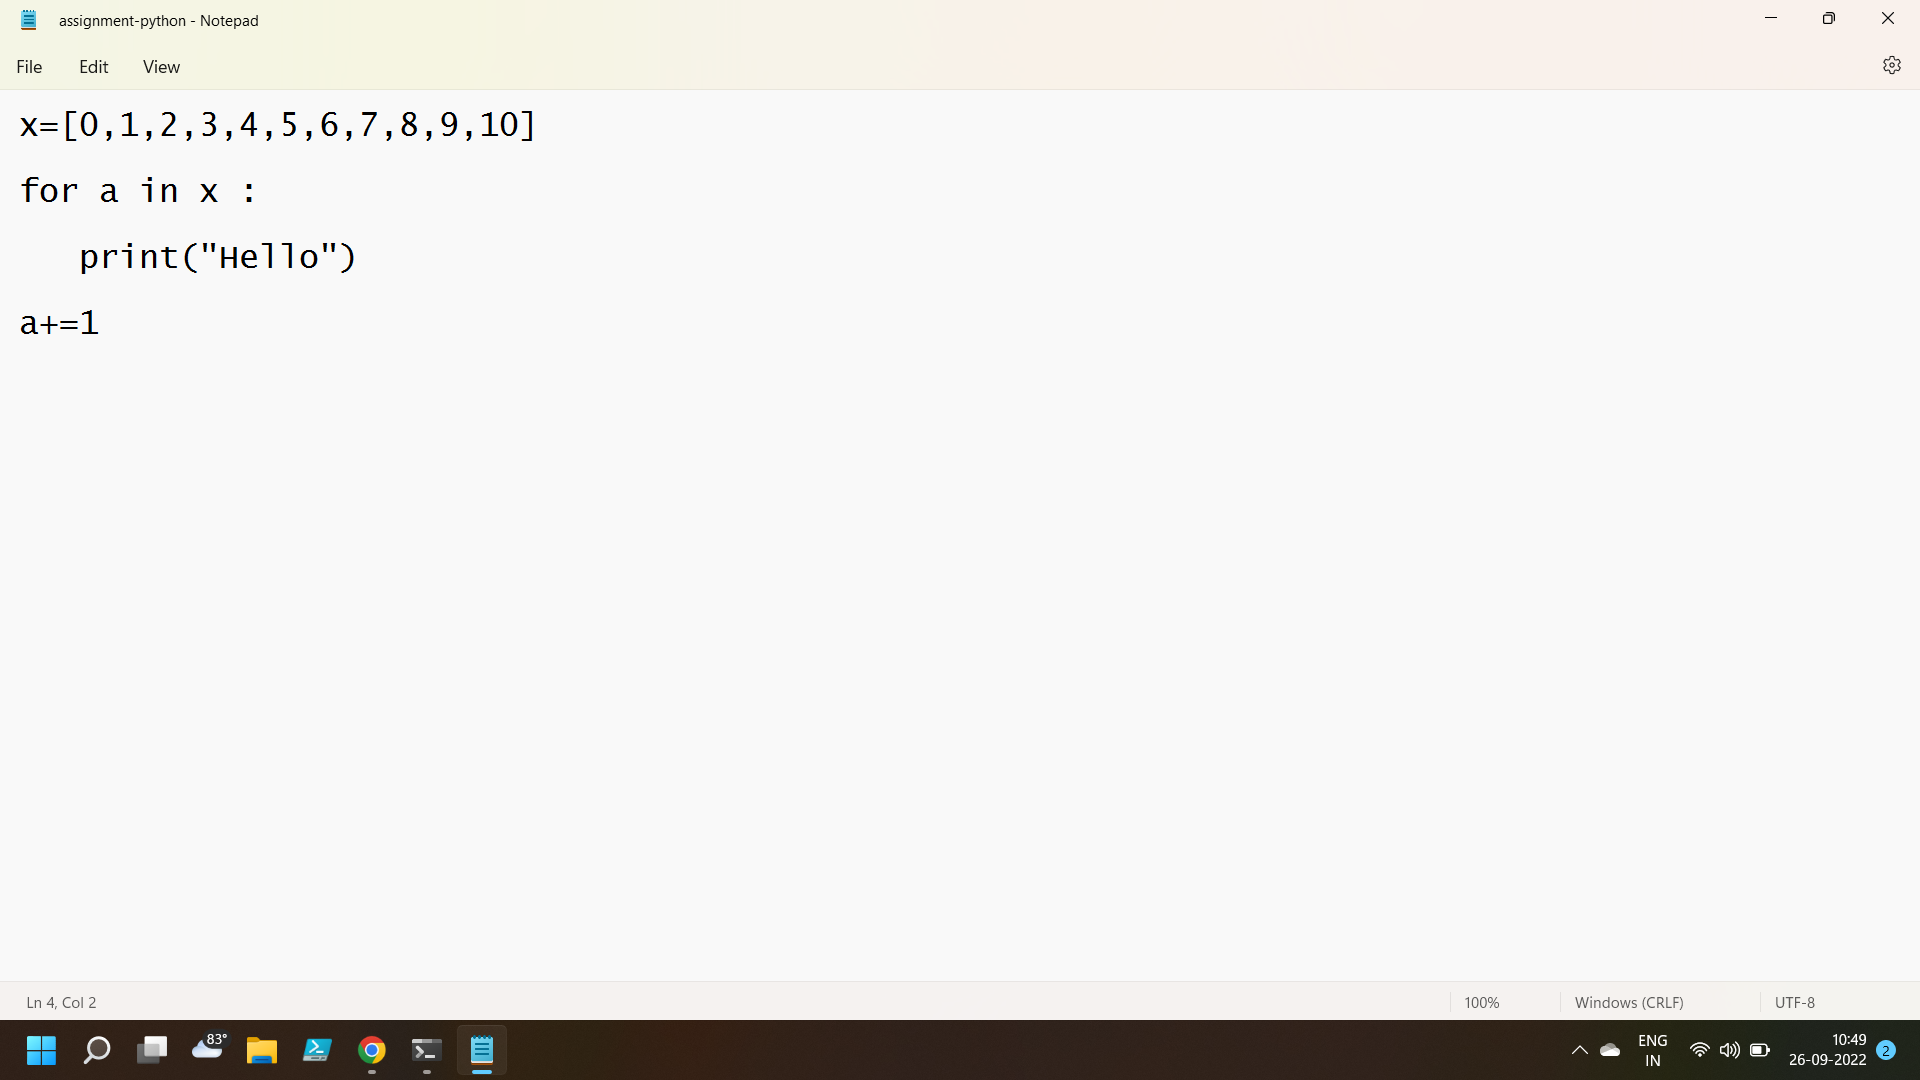 assignment-python - Notepad
File Edit View
x=[0,1,2,3,4,5,6,7,8,9,10]
for a in x :
   print("Hello")
a+=1
Ln 4, Col 2 100% Windows (CRLF) UTF-8
83°
ENG
IN
10:49
26-09-2022
2